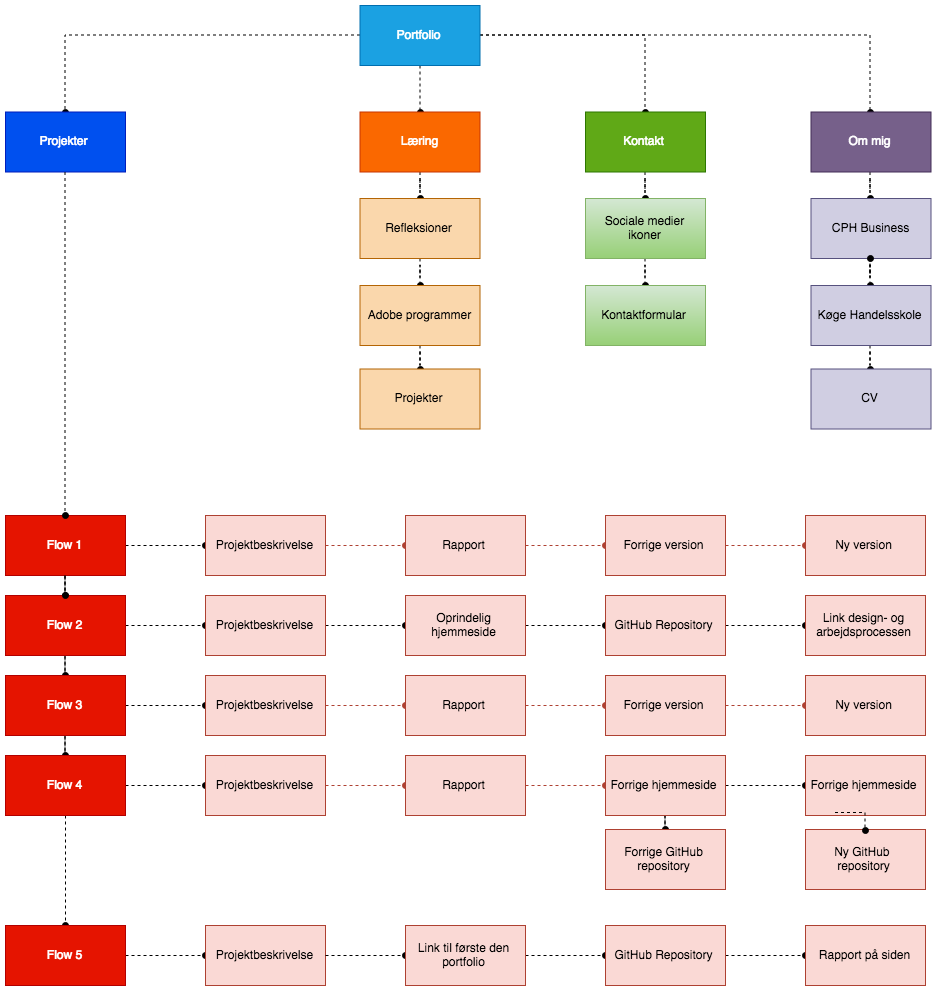 Portfolio
Projekter
Læring
Kontakt
Om mig
Refleksioner
Sociale medier
ikoner
CPH Business
Adobe programmer
Kontaktformular
Køge Handelsskole
Projekter
CV
Flow 1
Projektbeskrivelse
Rapport
Forrige version
Ny version
Flow 2
Projektbeskrivelse
Oprindelig
hjemmeside
GitHub Repository
Link design- og
arbejdsprocessen
Flow 3
Projektbeskrivelse
Rapport
Forrige version
Ny version
Flow 4
Projektbeskrivelse
Rapport
Forrige hjemmeside
Forrige hjemmeside
Forrige GitHub
repository
Ny GitHub
repository
Flow 5
Projektbeskrivelse
Link til første den
portfolio
GitHub Repository
Rapport på siden